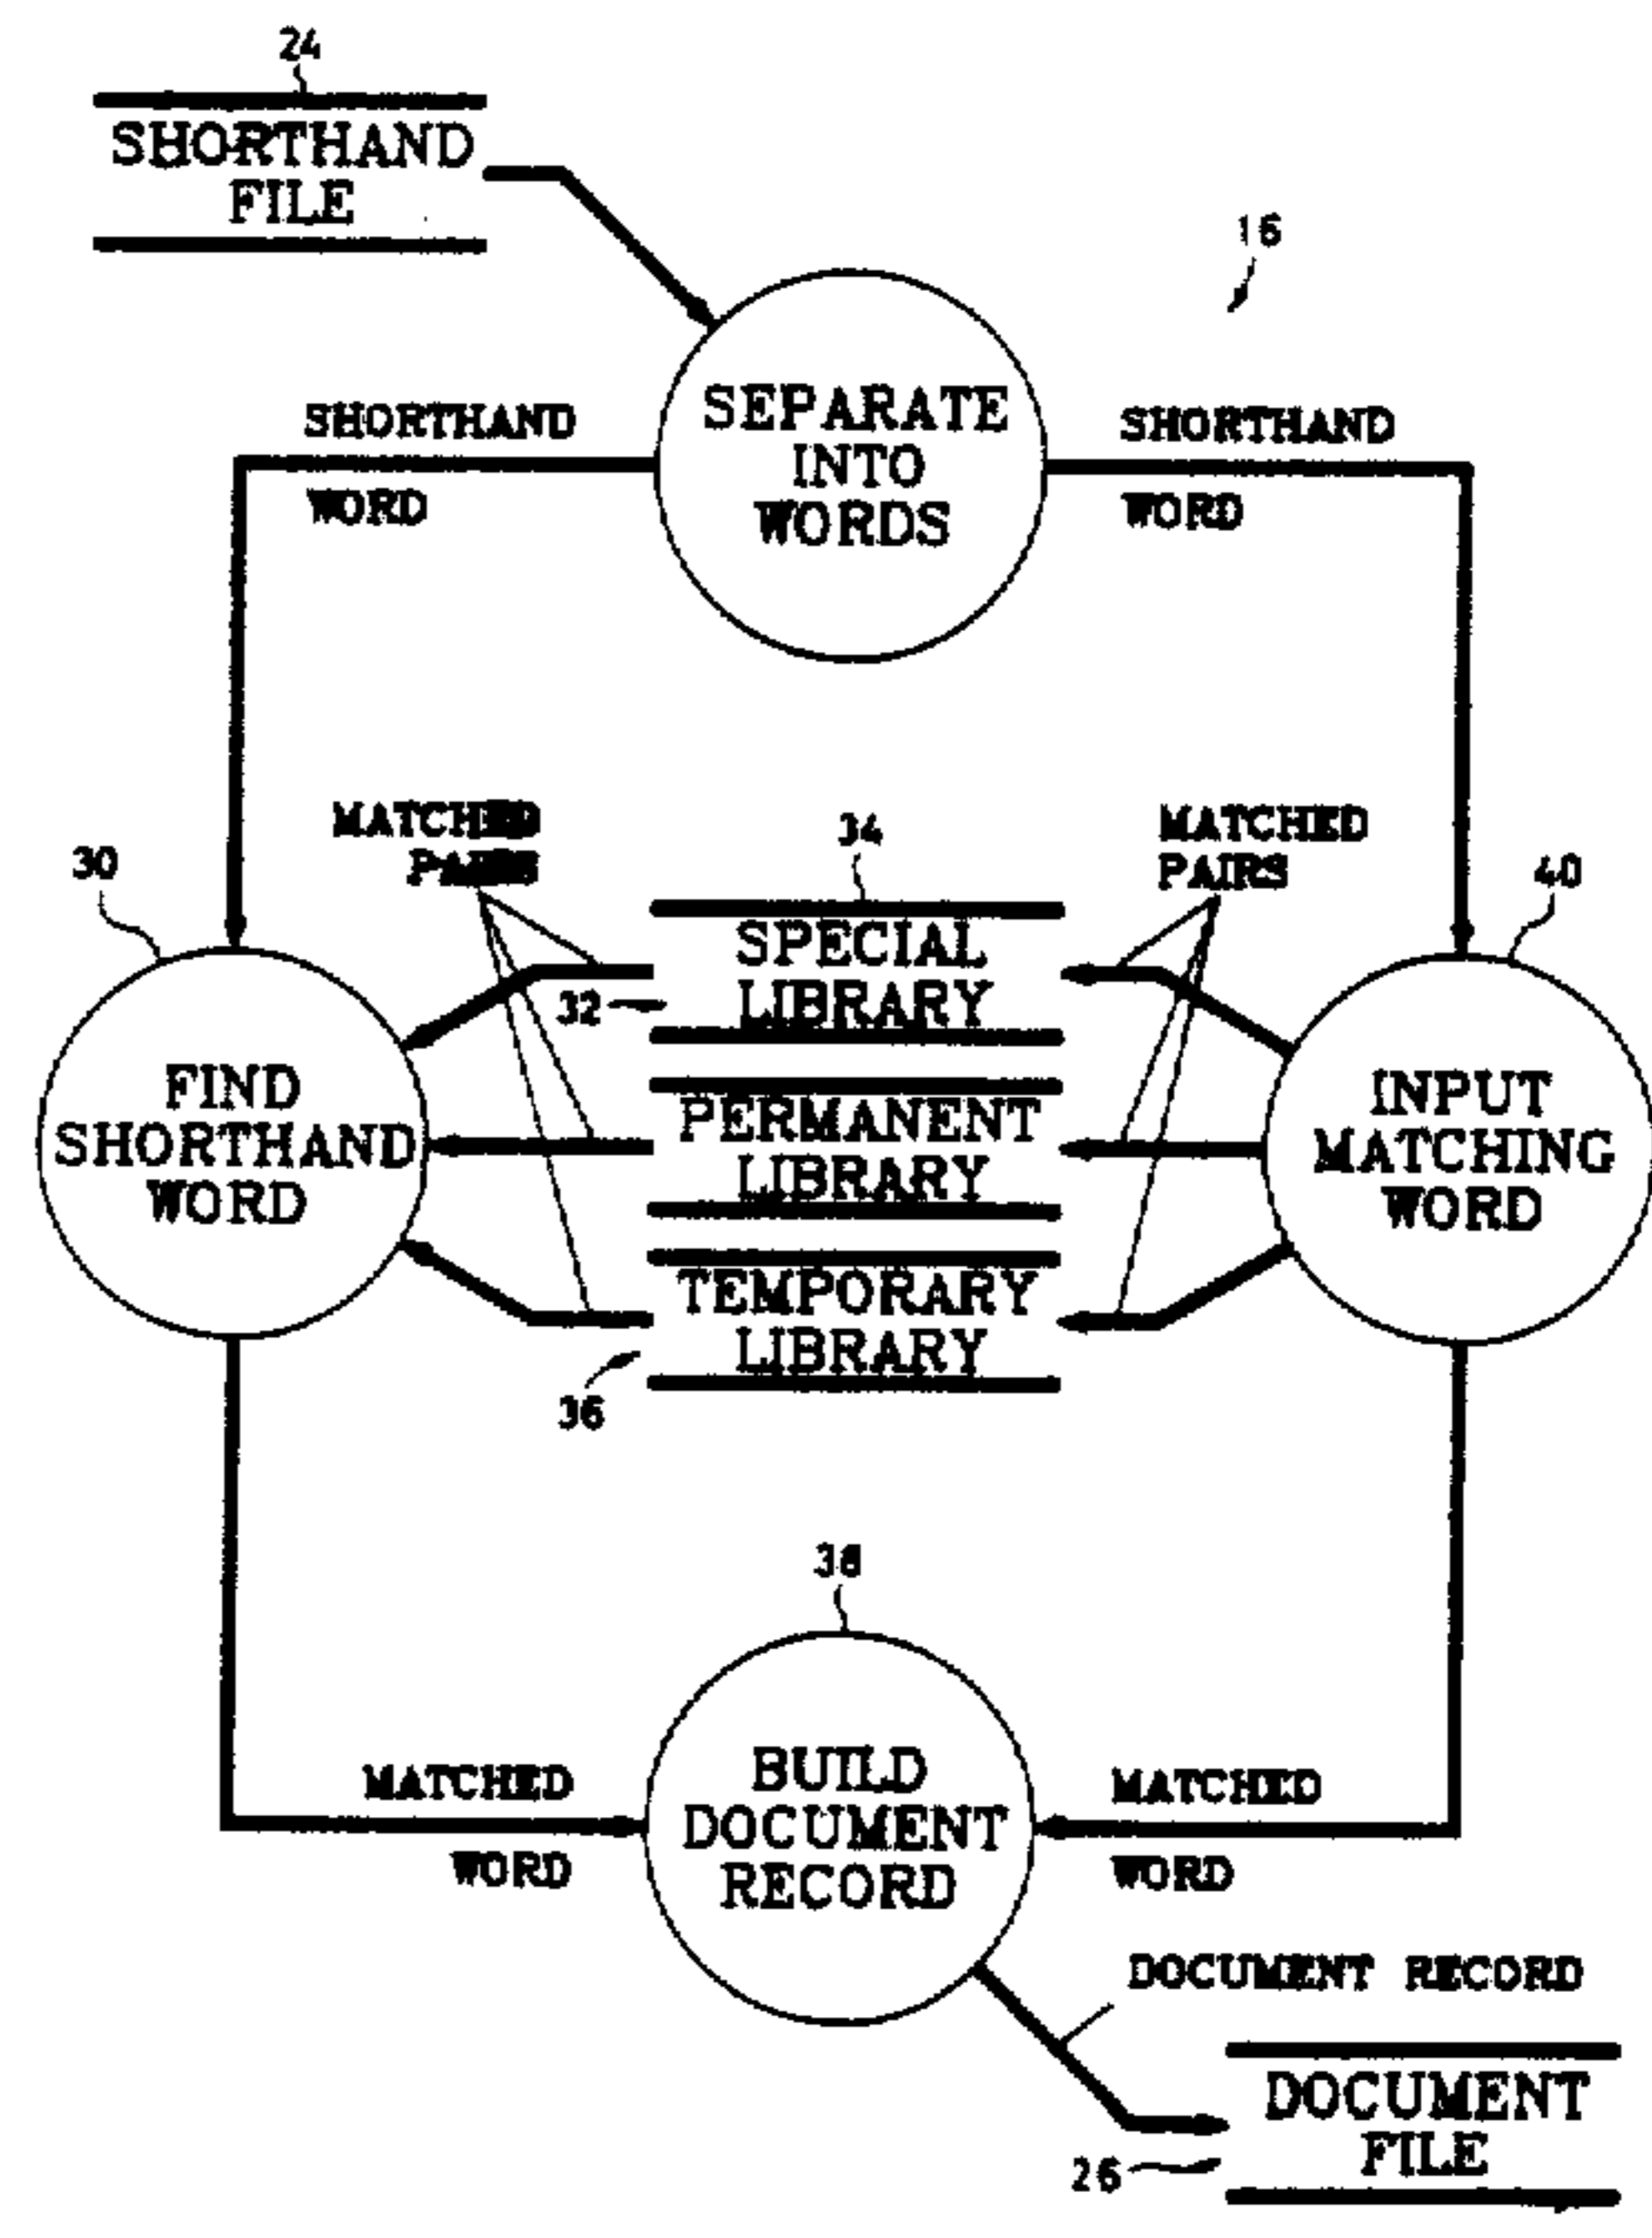 24
SHORTHAND
FILE
16
SEPARATE
INTO
WORDS
SHORTHAND
WORD
SHORTHAND
WORD
MATCHED
PAIRS
34
MATCHED
PAIRS
30
40
SPECIAL
LIBRARY
32
PERMANENT
LIBRARY
FIND
SHORTHAND
WORD
INPUT
MATCHING
WORD
TEMPORARY
LIBRARY
36
38
BUILD
DOCUMENT
RECORD
MATCHED
WORD
MATCHED
WORD
DOCUMENT RECORD
DOCUMENT
FILE
26